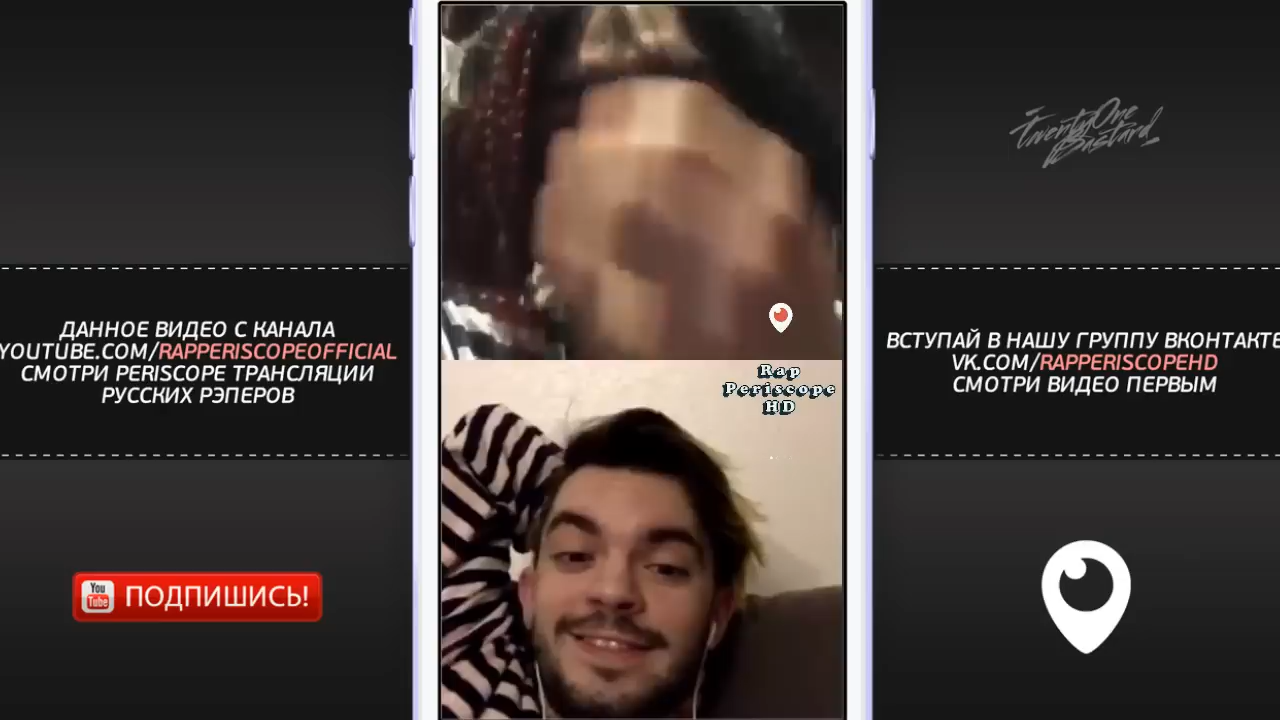 TwentyOne
Bastard
ДАННОЕ ВИДЕО С КАНАЛА
YOUTUBE.COM/RAPPERISCOPEOFFICIAL
СМОТРИ PERISCOPE ТРАНСЛЯЦИИ
РУССКИХ РЭПЕРОВ
ВСТУПАЙ В НАШУ ГРУППУ ВКОНТАКТЕ
VK.COM/RAPPERISCOPEHD
СМОТРИ ВИДЕО ПЕРВЫМ
Rap
Periscope
HD
You
Tube
ПОДПИШИСЬ!